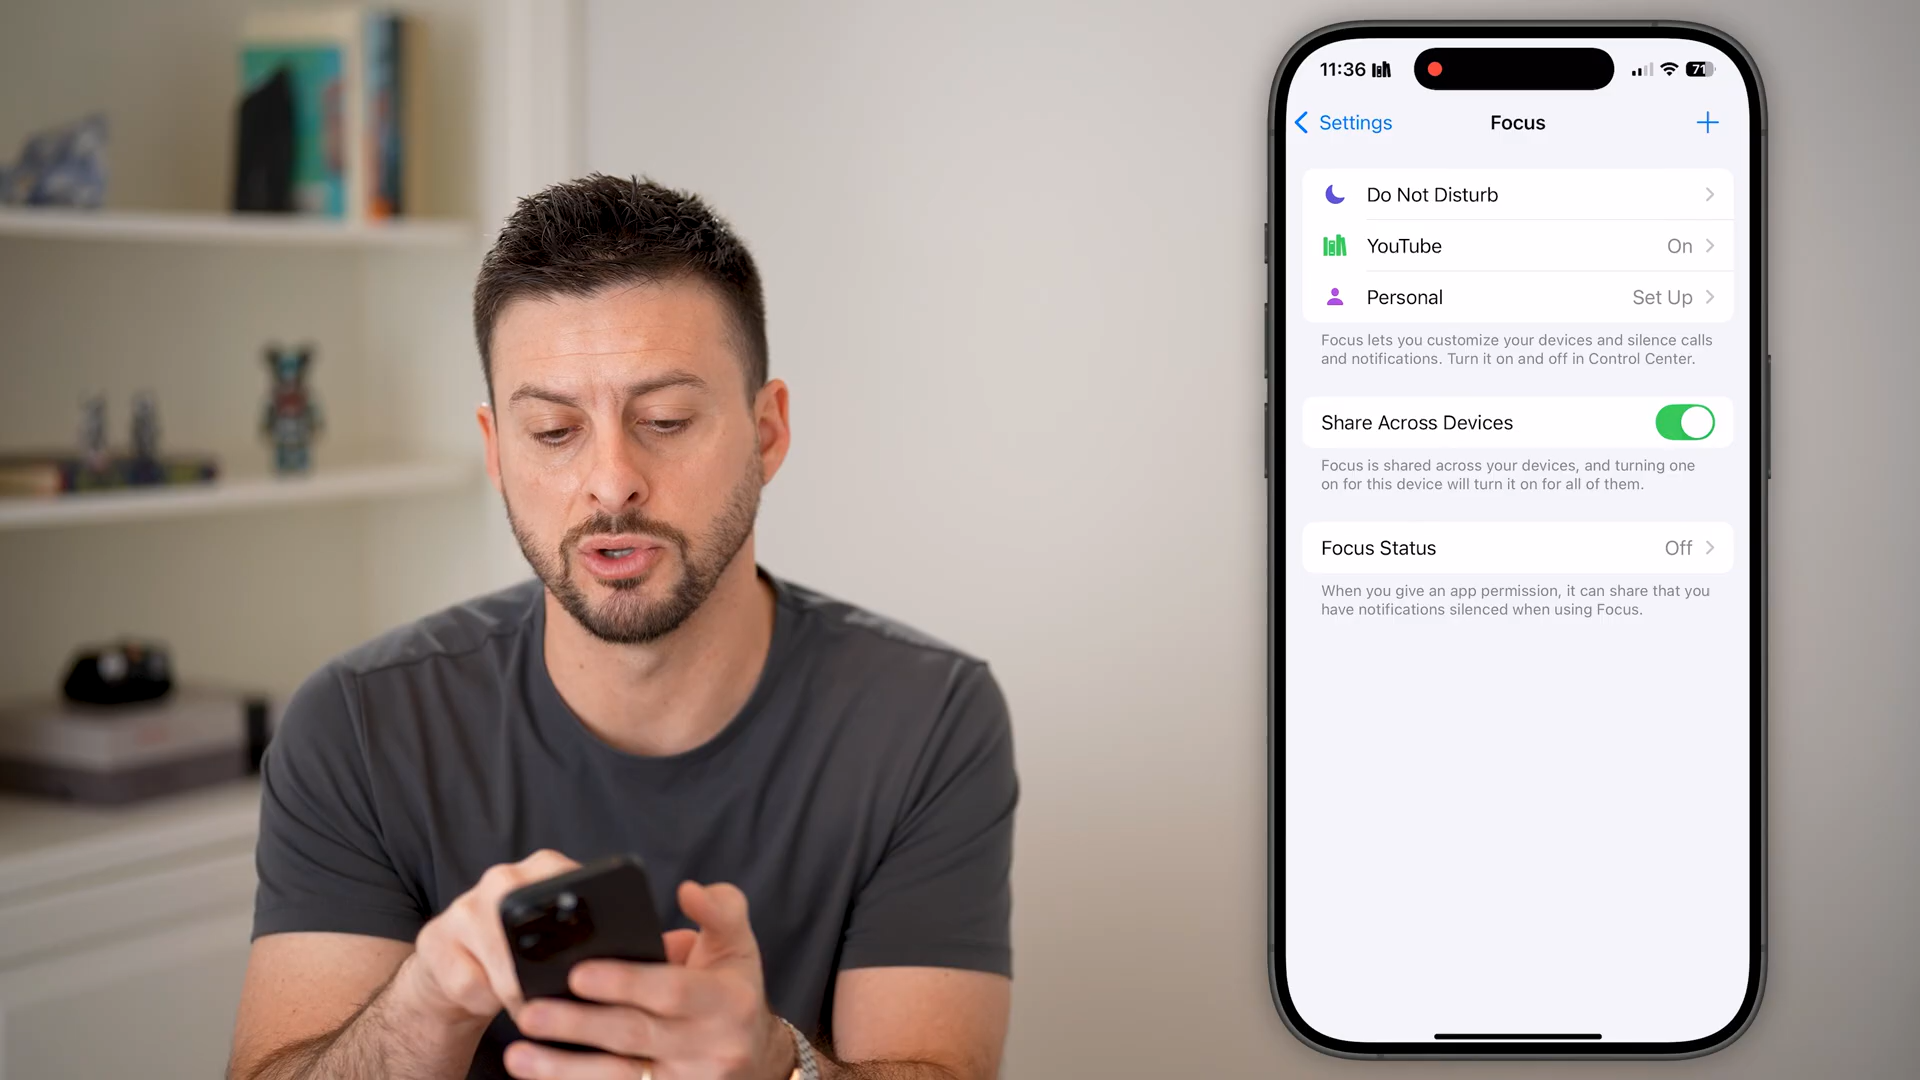 11:36
71
Settings
Focus
Do Not Disturb
YouTube
On
Personal
Set Up
Focus lets you customize your devices and silence calls
and notifications. Turn it on and off in Control Center.
Share Across Devices
Focus is shared across your devices, and turning one
on for this device will turn it on for all of them.
Focus Status
Off
When you give an app permission, it can share that you
have notifications silenced when using Focus.